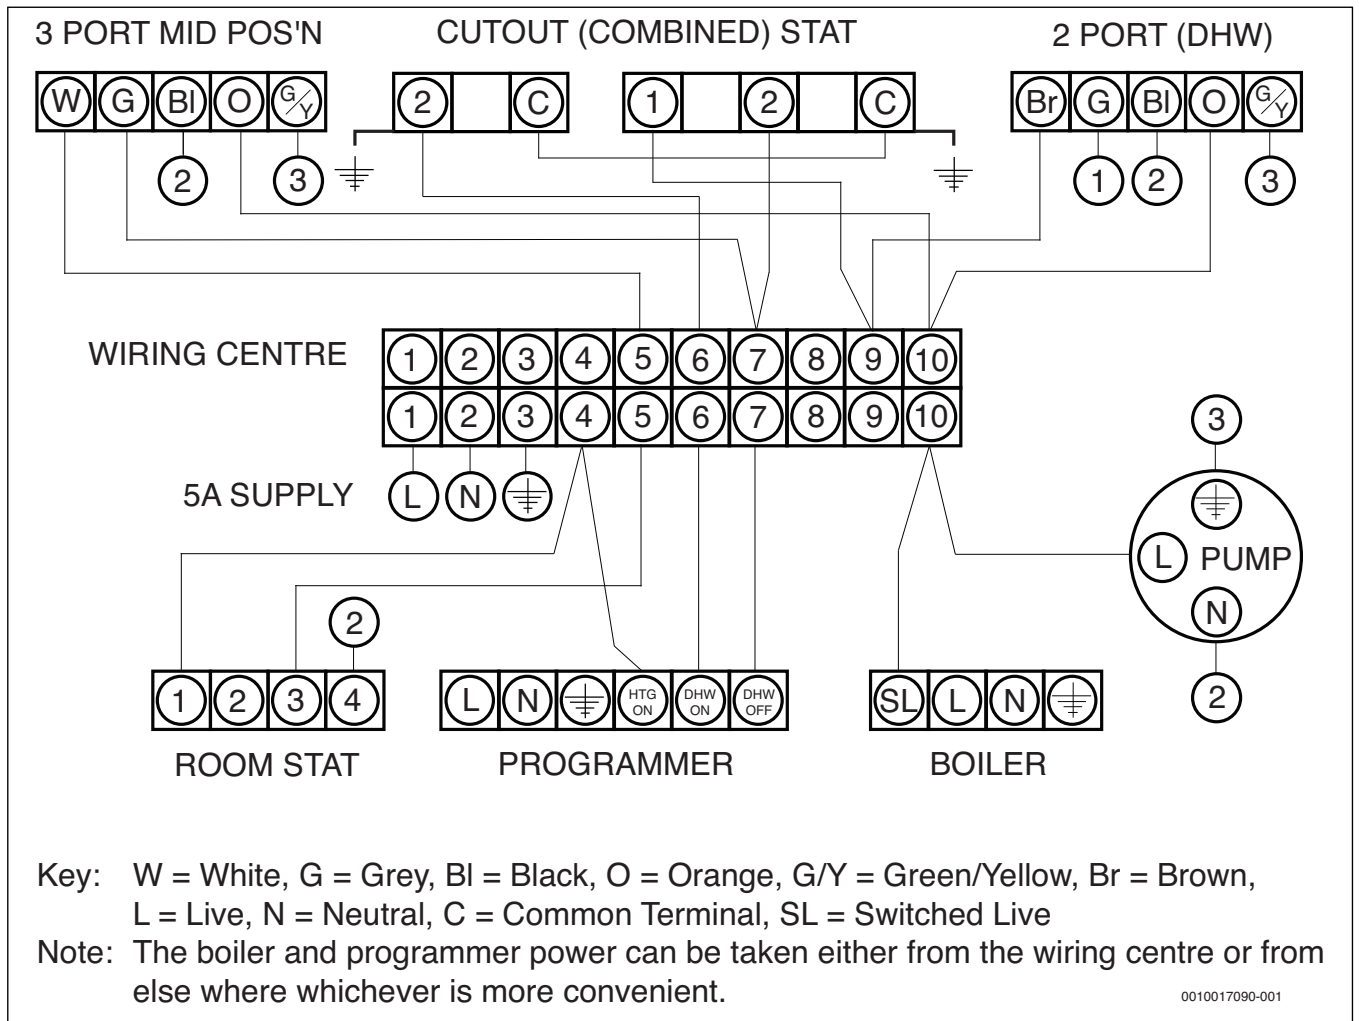 3 PORT MID POS'N CUTOUT (COMBINED) STAT 2 PORT (DHW)
W G Bl O G/Y 2 C 1 2 C Br G Bl O G/Y
2 3 1 2 3
WIRING CENTRE 1 2 3 4 5 6 7 8 9 10
1 2 3 4 5 6 7 8 9 10
3
5A SUPPLY L N
L PUMP
N
2
1 2 3 4 L N HTG ON DHW ON DHW OFF SL L N 2
ROOM STAT PROGRAMMER BOILER
Key: W = White, G = Grey, Bl = Black, O = Orange, G/Y = Green/Yellow, Br = Brown,
L = Live, N = Neutral, C = Common Terminal, SL = Switched Live
Note: The boiler and programmer power can be taken either from the wiring centre or from
else where whichever is more convenient.
0010017090-001